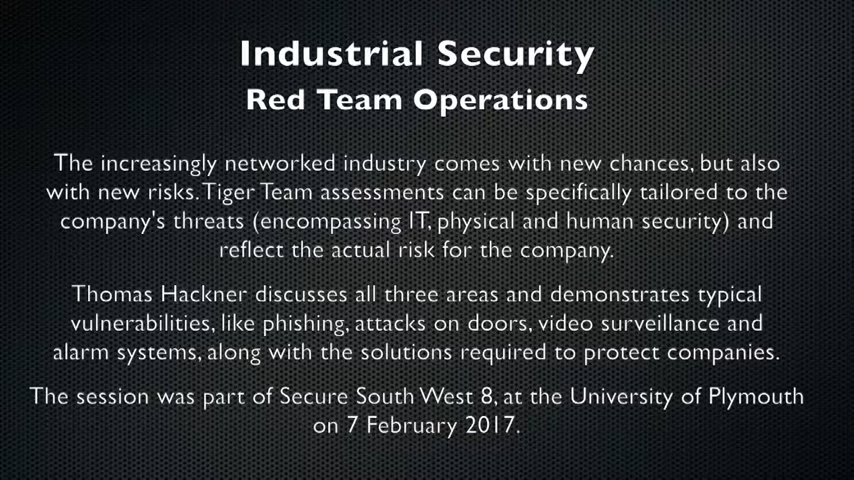 Industrial Security
Red Team Operations
The increasingly networked industry comes with new chances, but also
with new risks. Tiger Team assessments can be specifically tailored to the
company's threats (encompassing IT, physical and human security) and
reflect the actual risk for the company.
Thomas Hackner discusses all three areas and demonstrates typical
vulnerabilities, like phishing, attacks on doors, video surveillance and
alarm systems, along with the solutions required to protect companies.
The session was part of Secure South West 8, at the University of Plymouth
on 7 February 2017.